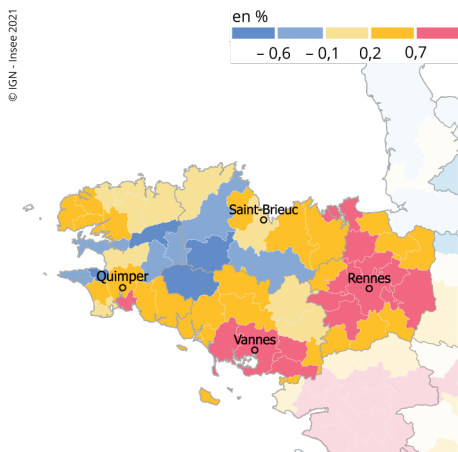 © IGN - Insee 2021
en %
– 0,6 – 0,1 0,2 0,7
Saint-Brieuc
Quimper
Rennes
Vannes